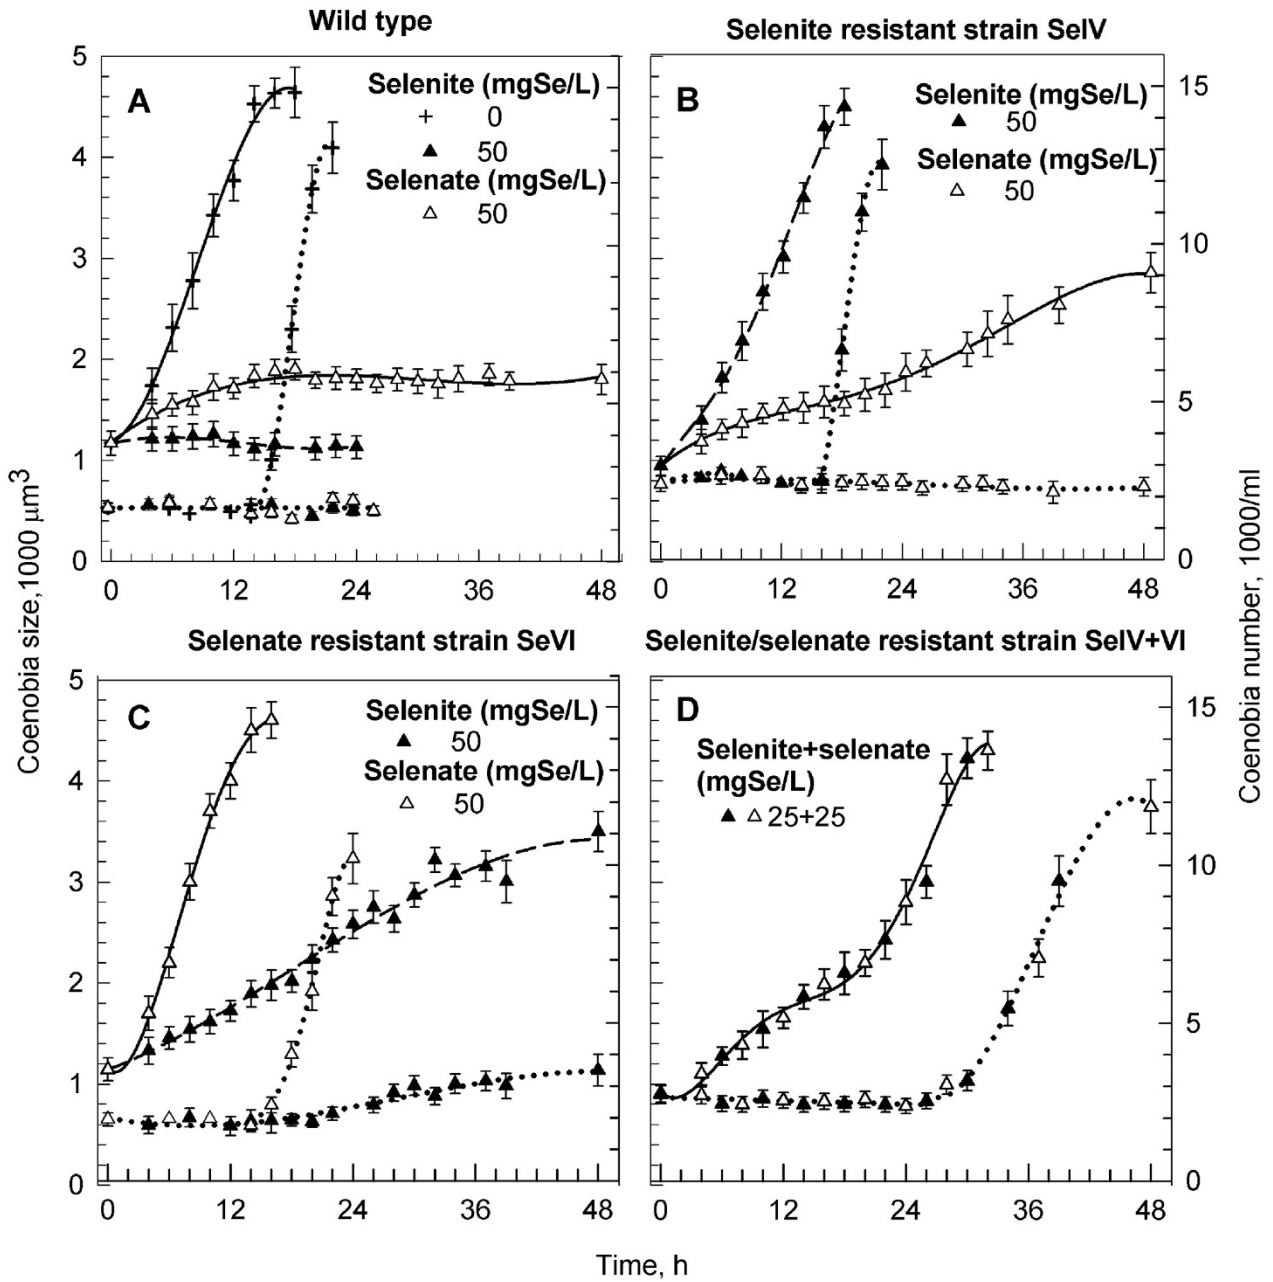 Wild type
Selenite resistant strain SeIV
5
4
3
2
1
0
A
Selenite (mgSe/L)
0
50
Selenate (mgSe/L)
50
0
12
24
36
48
B
Selenite (mgSe/L)
50
Selenate (mgSe/L)
50
15
10
5
0
0
12
24
36
48
Coenobia size,1000 µm3
Coenobia number, 1000/ml
Selenate resistant strain SeVI
Selenite/selenate resistant strain SeIV+VI
5
4
3
2
1
0
C
Selenite (mgSe/L)
50
Selenate (mgSe/L)
50
0
12
24
36
48
D
Selenite+selenate
(mgSe/L)
25+25
15
10
5
0
0
12
24
36
48
Time, h